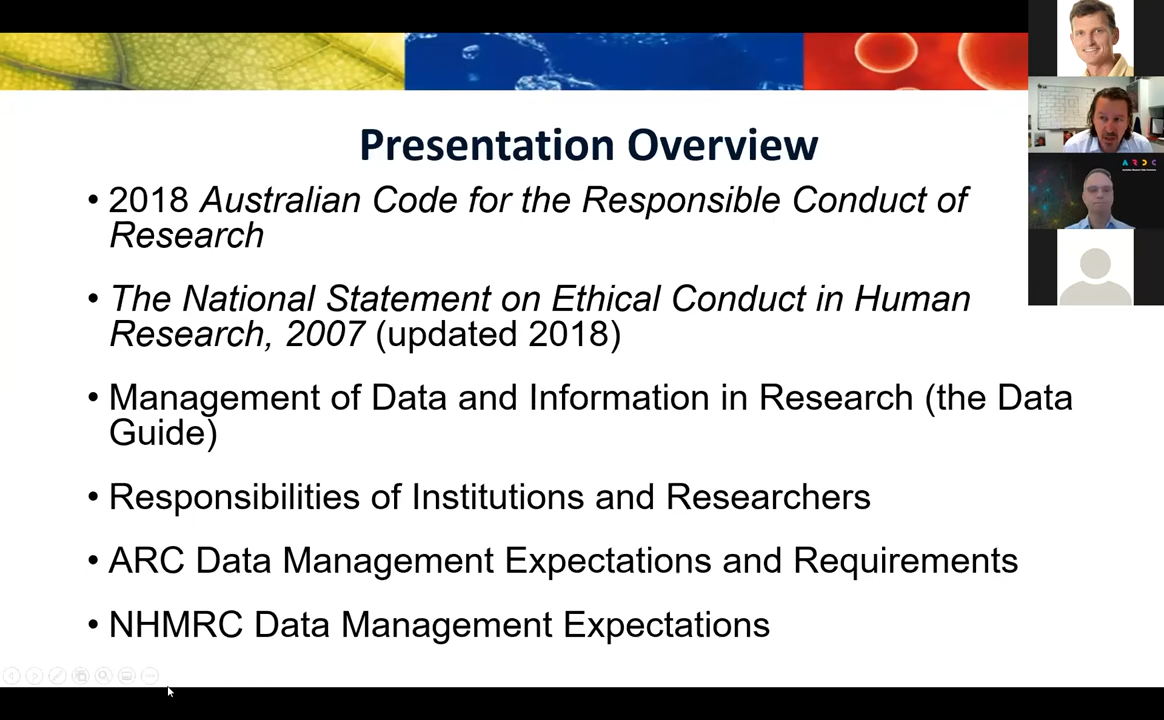 Presentation Overview
• 2018 Australian Code for the Responsible Conduct of
Research
• The National Statement on Ethical Conduct in Human
Research, 2007 (updated 2018)
• Management of Data and Information in Research (the Data
Guide)
• Responsibilities of Institutions and Researchers
• ARC Data Management Expectations and Requirements
• NHMRC Data Management Expectations
ARDC